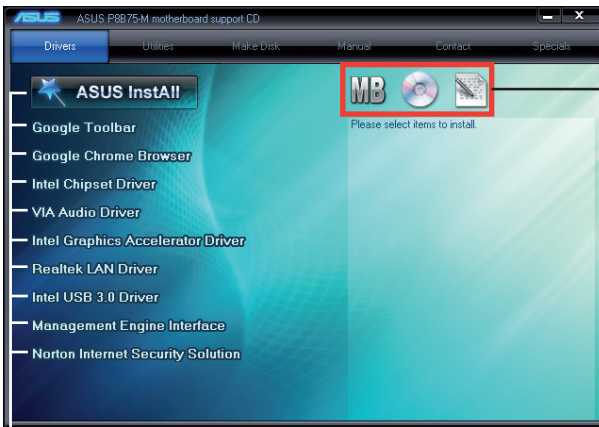 ASUS ASUS P8B75-M motherboard support CD
Drivers Utilities Make Disk Manual Contact Specials
ASUS InstAll
MB
Please select items to install.
Google Toolbar
Google Chrome Browser
Intel Chipset Driver
VIA Audio Driver
Intel Graphics Accelerator Driver
Realtek LAN Driver
Intel USB 3.0 Driver
Management Engine Interface
Norton Internet Security Solution